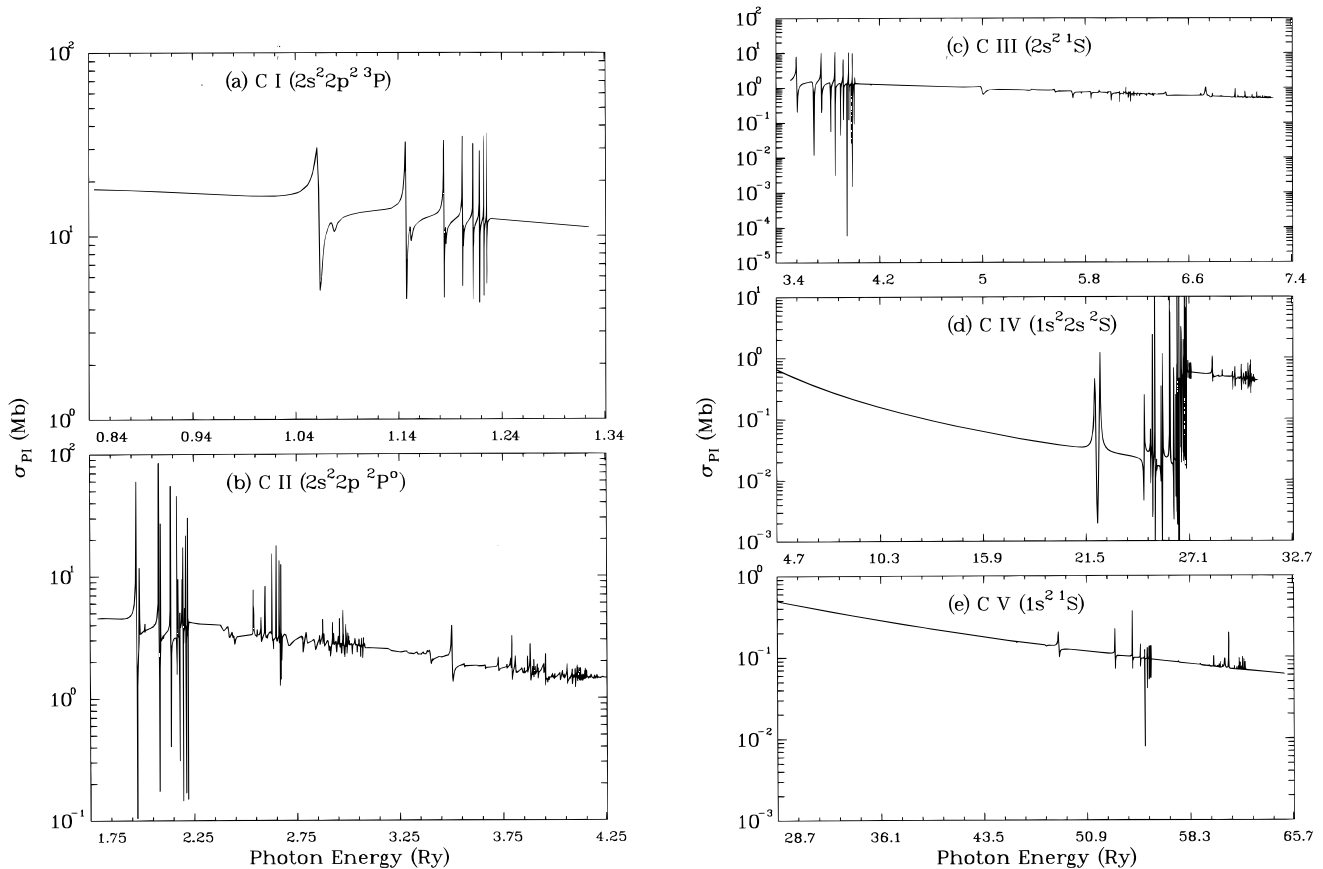 10²
(a) C I (2s²2p² ³P)
10¹
10⁰
0.84 0.94 1.04 1.14 1.24 1.34
σ_PI (Mb)
10²
(b) C II (2s²2p ²Pᵒ)
10¹
10⁰
10⁻¹
1.75 2.25 2.75 3.25 3.75 4.25
Photon Energy (Ry)
10²
(c) C III (2s² ¹S)
10¹
10⁰
10⁻¹
10⁻²
10⁻³
10⁻⁴
10⁻⁵
3.4 4.2 5 5.8 6.6 7.4
10¹
(d) C IV (1s²2s ²S)
10⁰
10⁻¹
10⁻²
10⁻³
4.7 10.3 15.9 21.5 27.1 32.7
σ_PI (Mb)
10⁰
(e) C V (1s² ¹S)
10⁻¹
10⁻²
10⁻³
28.7 36.1 43.5 50.9 58.3 65.7
Photon Energy (Ry)